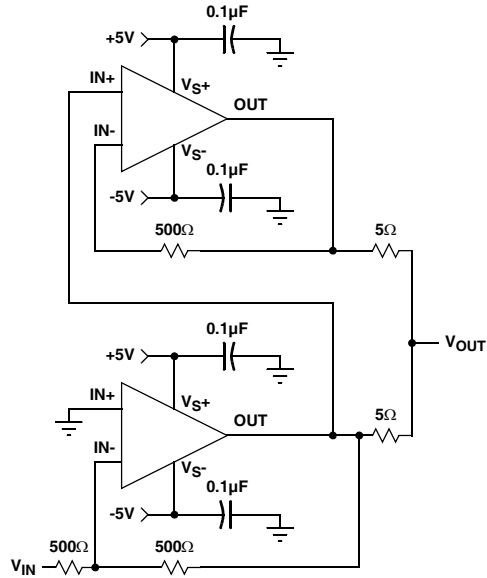 0.1µF
+5V
IN+
VS+
OUT
IN-
VS-
0.1µF
-5V
500Ω
5Ω
VOUT
0.1µF
+5V
IN+
VS+
OUT
5Ω
IN-
VS-
0.1µF
-5V
500Ω
500Ω
VIN